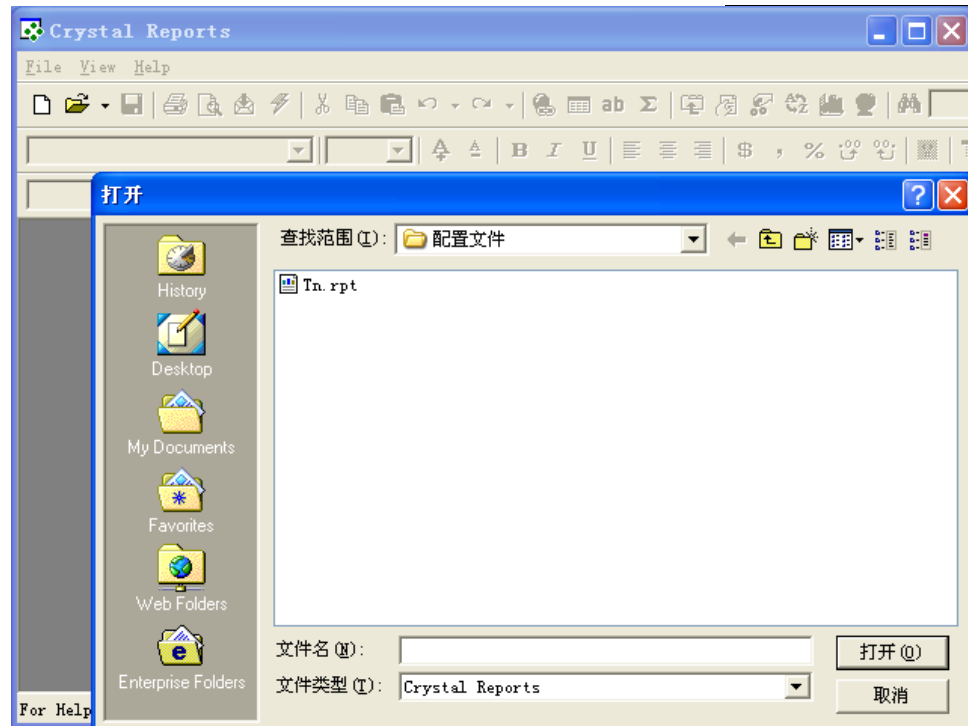 Crystal Reports
File View Help
ab Σ
B I U $ , %
打开
查找范围(I): 配置文件
History
Tn.rpt
Desktop
My Documents
Favorites
Web Folders
Enterprise Folders
文件名(N):
打开(O)
文件类型(T): Crystal Reports
取消
For Help